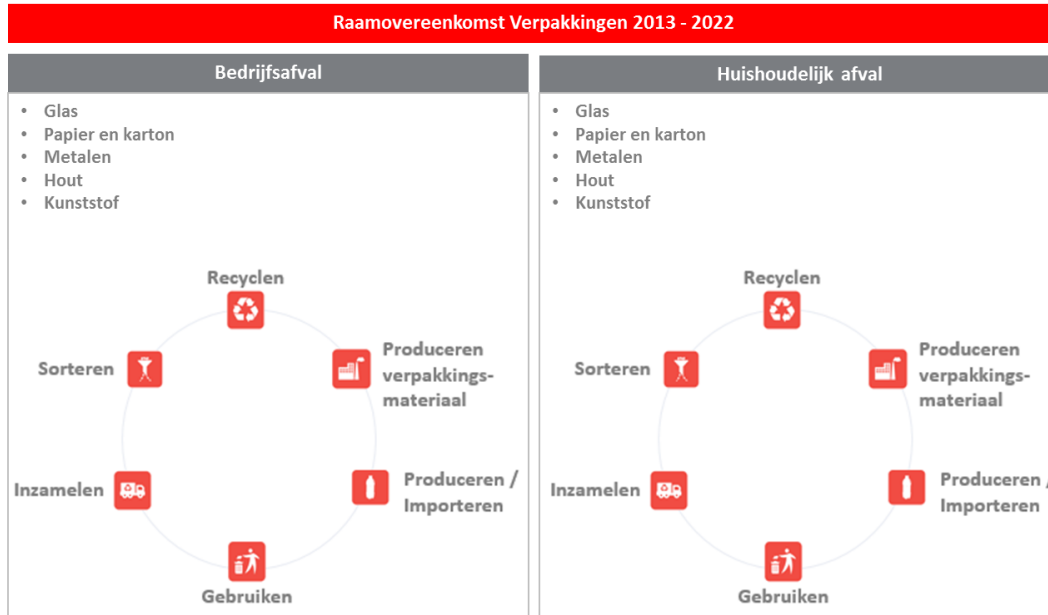 Raamovereenkomst Verpakkingen 2013 - 2022
Bedrijfsafval
• Glas
• Papier en karton
• Metalen
• Hout
• Kunststof
Recyclen
Produceren
verpakkings-
materiaal
Produceren /
Importeren
Gebruiken
Inzamelen
Sorteren
Huishoudelijk afval
• Glas
• Papier en karton
• Metalen
• Hout
• Kunststof
Recyclen
Produceren
verpakkings-
materiaal
Produceren /
Importeren
Gebruiken
Inzamelen
Sorteren